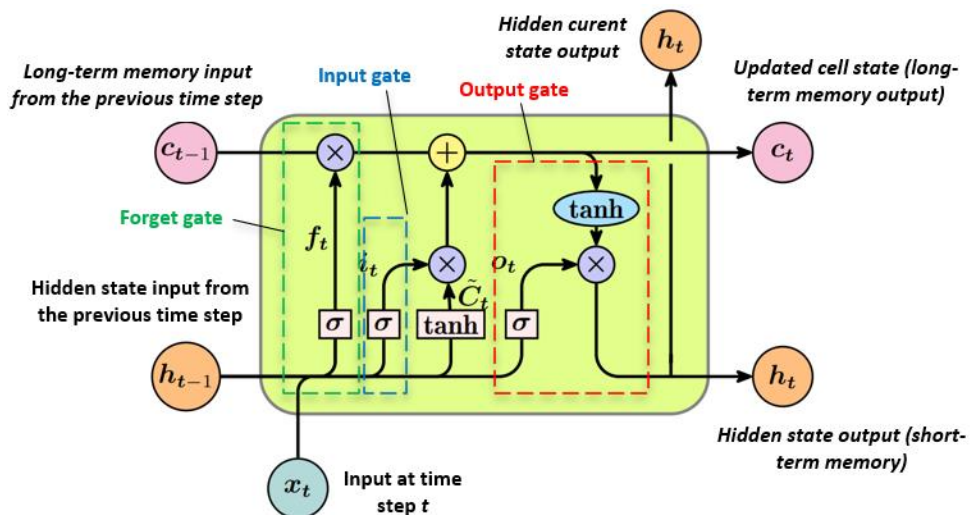 Hidden curent
state output
h_t
Long-term memory input
from the previous time step
Input gate
Output gate
Updated cell state (long-
term memory output)
c_{t-1}
×
+
c_t
tanh
Forget gate
f_t
i_t
×
o_t
×
C̃_t
Hidden state input from
the previous time step
σ
σ
tanh
σ
h_{t-1}
h_t
Hidden state output (short-
term memory)
x_t
Input at time
step t